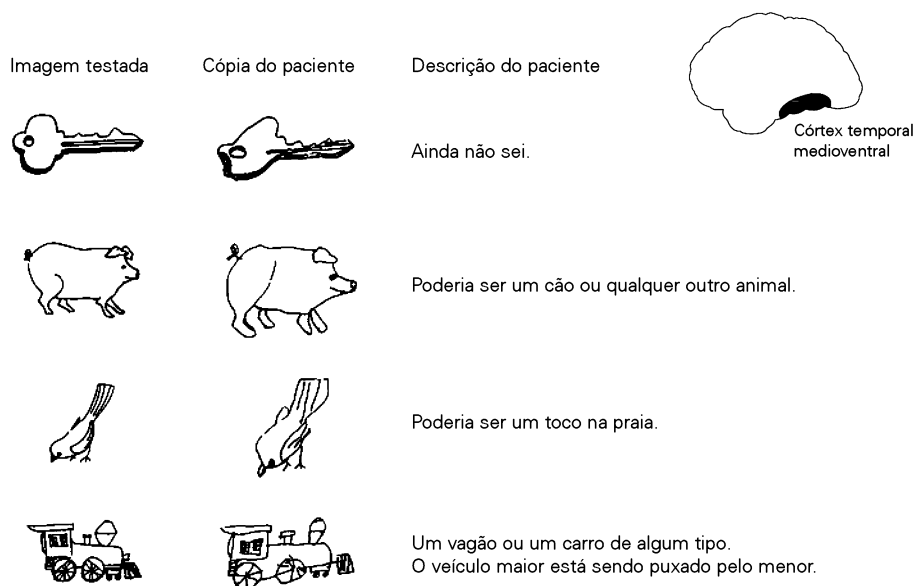 Imagem testada
Cópia do paciente
Descrição do paciente
Córtex temporal
medioventral
Ainda não sei.
Poderia ser um cão ou qualquer outro animal.
Poderia ser um toco na praia.
Um vagão ou um carro de algum tipo.
O veículo maior está sendo puxado pelo menor.